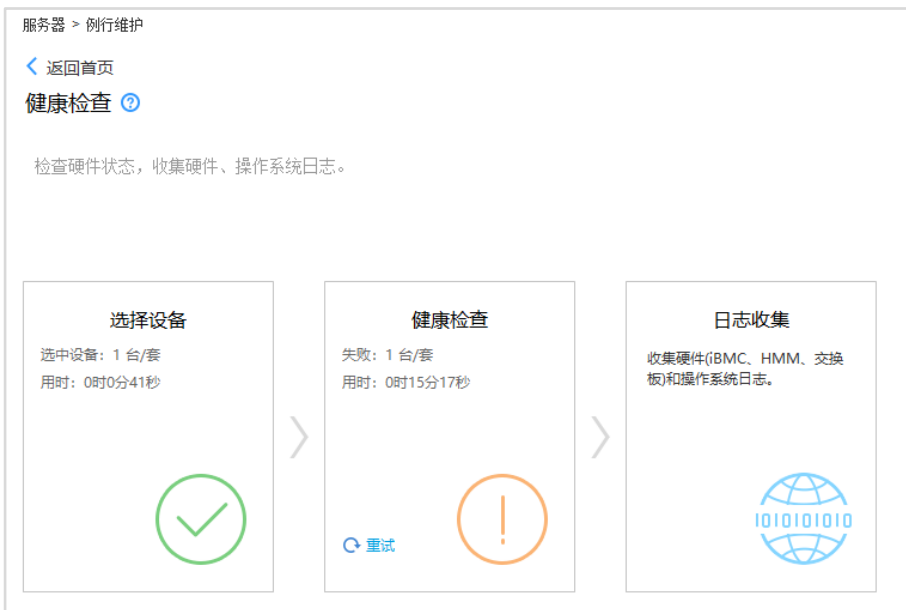 服务器 > 例行维护
返回首页
健康检查 ?
检查硬件状态，收集硬件、操作系统日志。
选择设备
选中设备：1 台/套
用时：0时0分41秒
健康检查
失败：1 台/套
用时：0时15分17秒
重试
日志收集
收集硬件(iBMC、HMM、交换
板)和操作系统日志。
1010101010